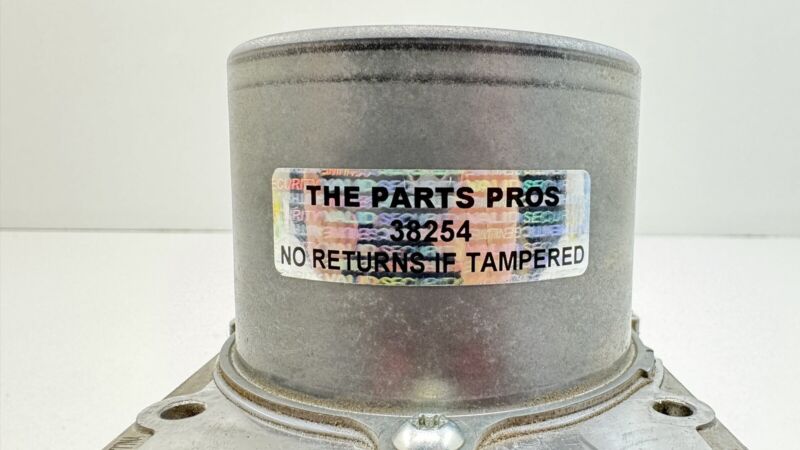 THE PARTS PROS
38254
NO RETURNS IF TAMPERED